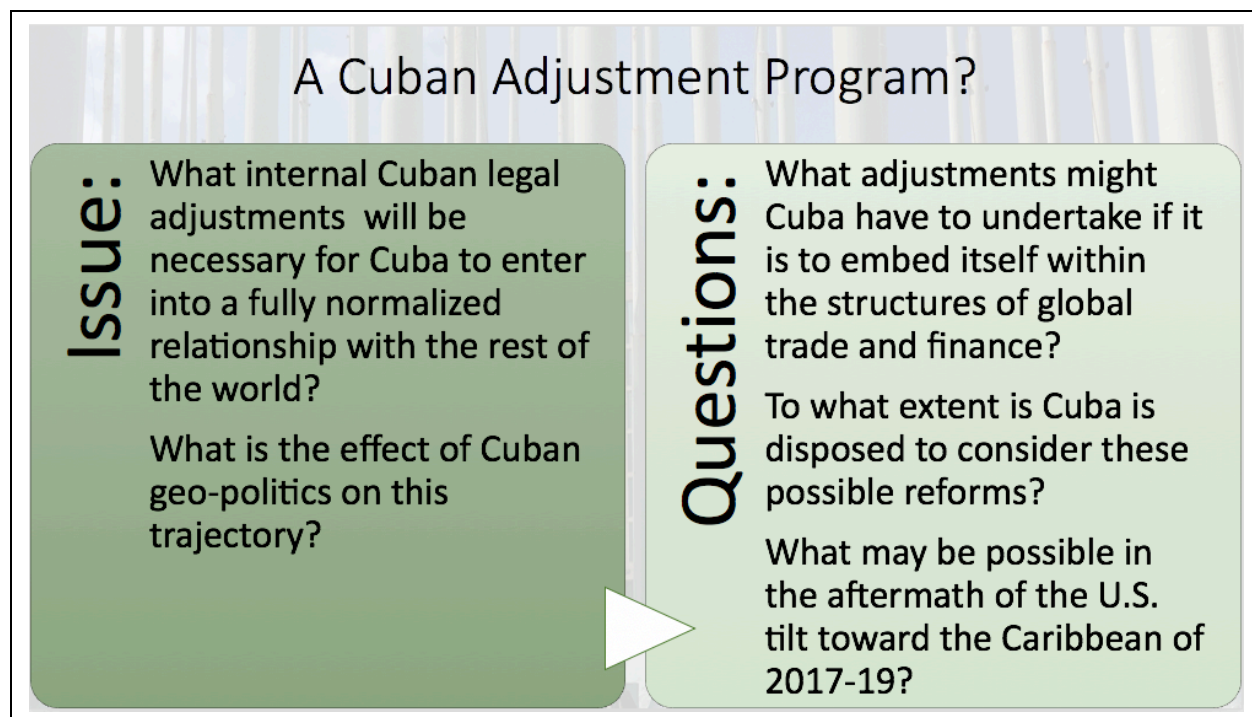 A Cuban Adjustment Program?
Issue:
What internal Cuban legal
adjustments  will be
necessary for Cuba to enter
into a fully normalized
relationship with the rest of
the world?
What is the effect of Cuban
geo-politics on this
trajectory?
Questions:
What adjustments might
Cuba have to undertake if it
is to embed itself within
the structures of global
trade and finance?
To what extent is Cuba is
disposed to consider these
possible reforms?
What may be possible in
the aftermath of the U.S.
tilt toward the Caribbean of
2017-19?